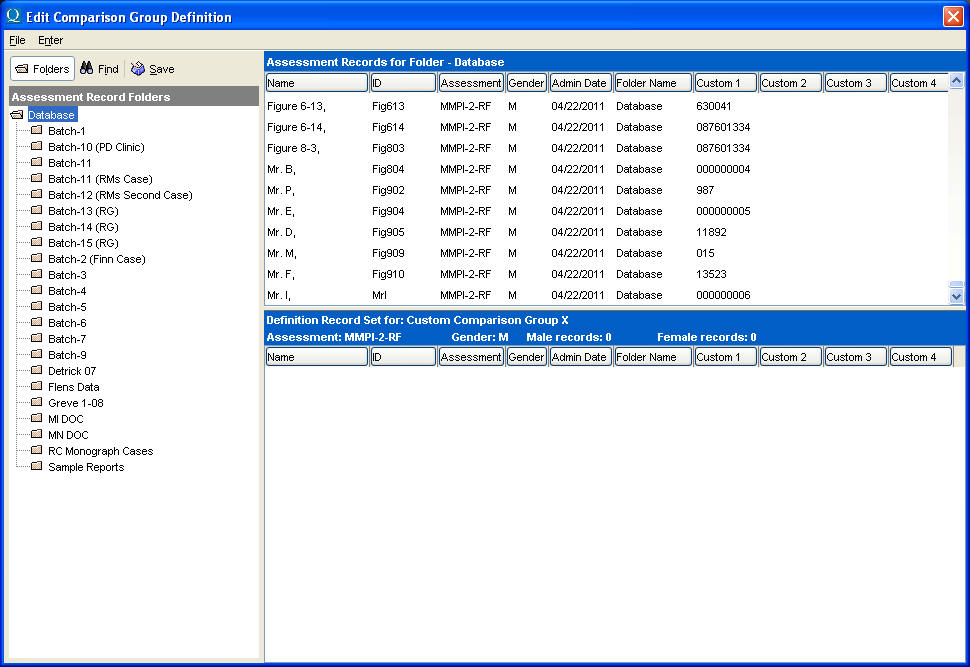 Edit Comparison Group Definition
File Enter
Folders Find Save
Assessment Record Folders
Database
Batch-1
Batch-10 (PD Clinic)
Batch-11
Batch-11 (RMs Case)
Batch-12 (RMs Second Case)
Batch-13 (RG)
Batch-14 (RG)
Batch-15 (RG)
Batch-2 (Finn Case)
Batch-3
Batch-4
Batch-5
Batch-6
Batch-7
Batch-9
Detrick 07
Flens Data
Greve 1-08
MI DOC
MN DOC
RC Monograph Cases
Sample Reports
Assessment Records for Folder - Database
Name ID Assessment Gender Admin Date Folder Name Custom 1 Custom 2 Custom 3 Custom 4
Figure 6-13, Fig613 MMPI-2-RF M 04/22/2011 Database 630041
Figure 6-14, Fig614 MMPI-2-RF M 04/22/2011 Database 087601334
Figure 8-3, Fig803 MMPI-2-RF M 04/22/2011 Database 087601334
Mr. B, Fig804 MMPI-2-RF M 04/22/2011 Database 000000004
Mr. P, Fig902 MMPI-2-RF M 04/22/2011 Database 987
Mr. E, Fig904 MMPI-2-RF M 04/22/2011 Database 000000005
Mr. D, Fig905 MMPI-2-RF M 04/22/2011 Database 11892
Mr. M, Fig909 MMPI-2-RF M 04/22/2011 Database 015
Mr. F, Fig910 MMPI-2-RF M 04/22/2011 Database 13523
Mr. I, MrI MMPI-2-RF M 04/22/2011 Database 000000006
Definition Record Set for: Custom Comparison Group X
Assessment: MMPI-2-RF Gender: M Male records: 0 Female records: 0
Name ID Assessment Gender Admin Date Folder Name Custom 1 Custom 2 Custom 3 Custom 4